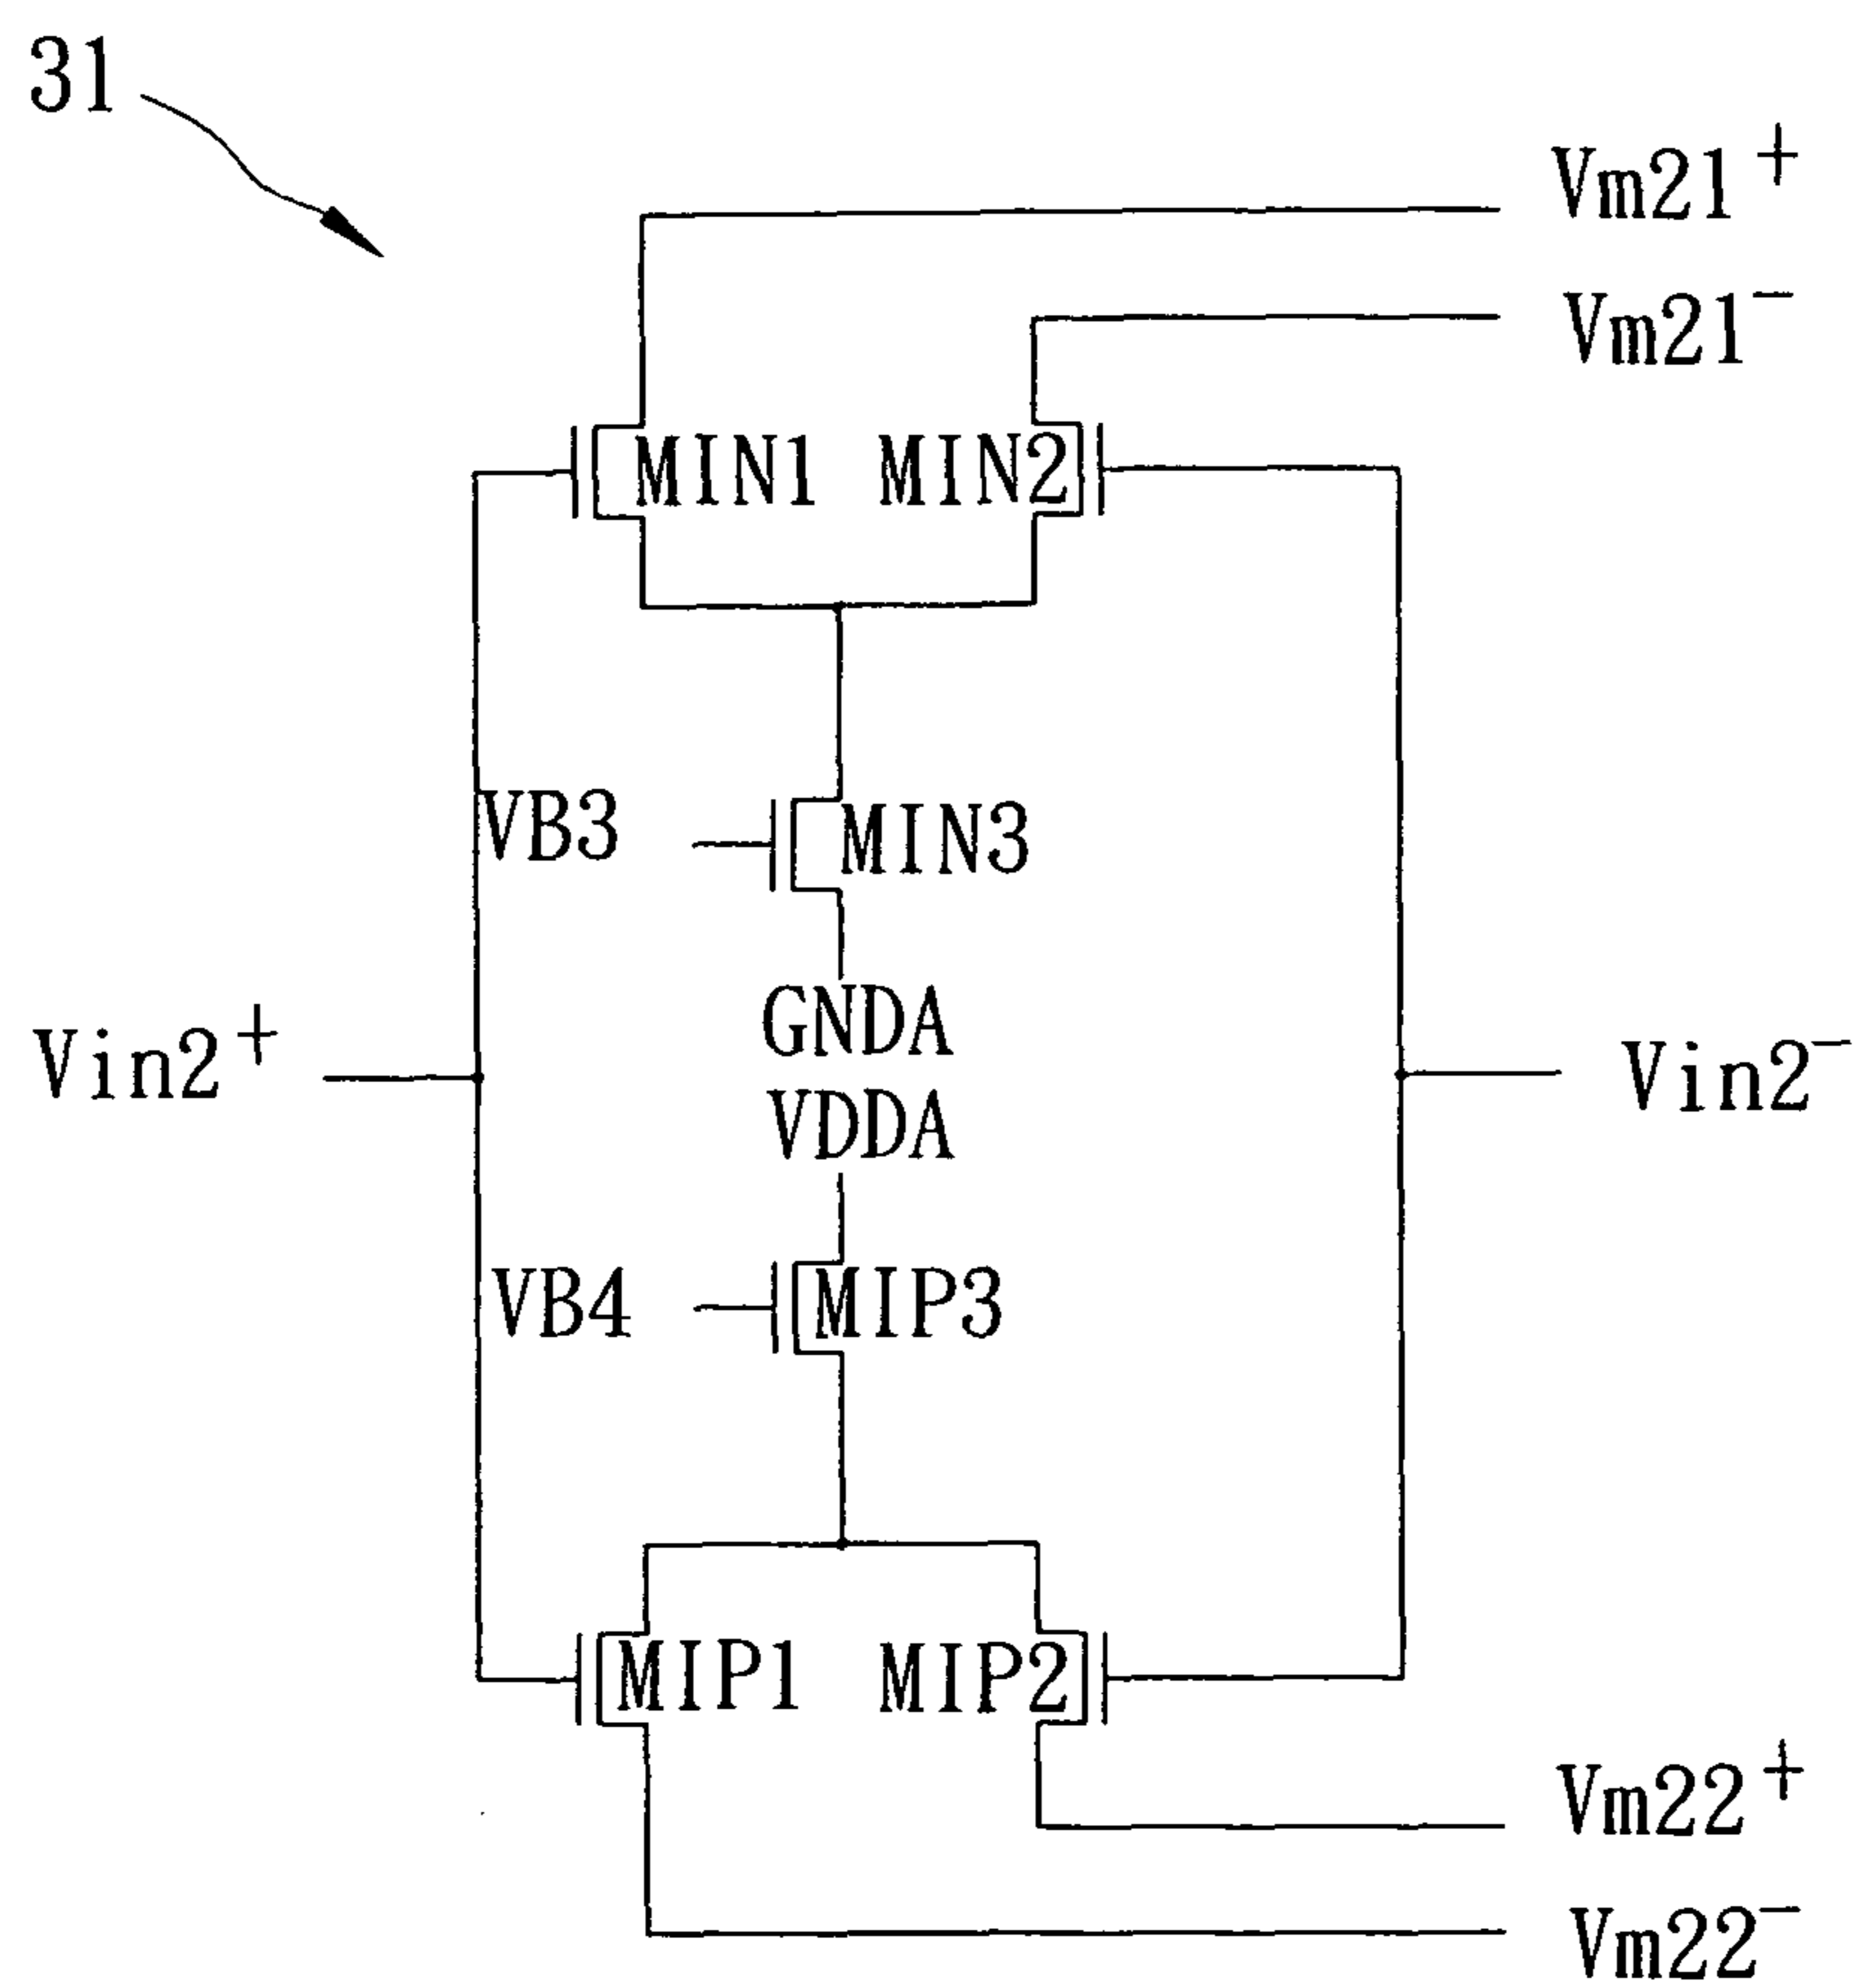 31
Vm21+
Vm21-
MIN1 MIN2
VB3 MIN3
GNDA
Vin2+ Vin2-
VDDA
VB4 MIP3
MIP1 MIP2
Vm22+
Vm22-